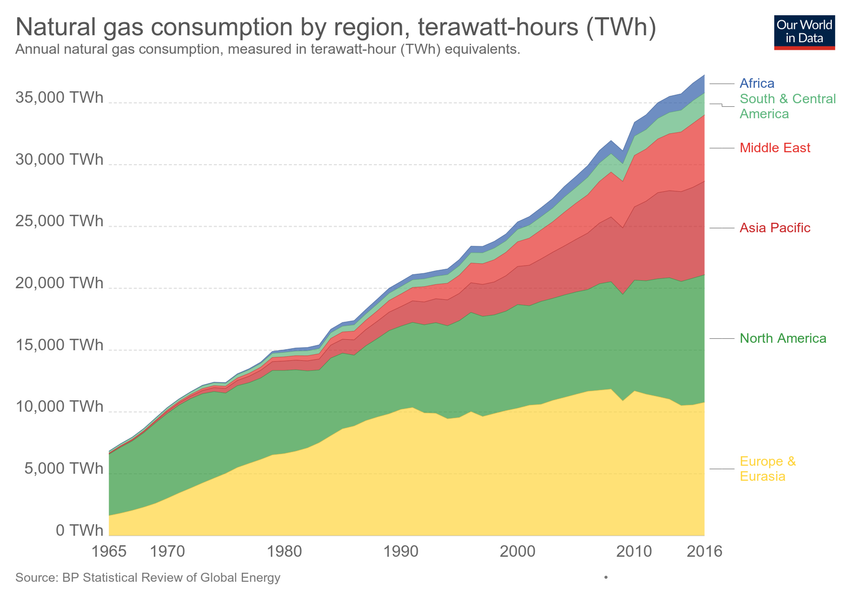 Natural gas consumption by region, terawatt-hours (TWh)
Annual natural gas consumption, measured in terawatt-hour (TWh) equivalents.
Our World
in Data
35,000 TWh
30,000 TWh
25,000 TWh
20,000 TWh
15,000 TWh
10,000 TWh
5,000 TWh
0 TWh
Africa
South & Central
America
Middle East
Asia Pacific
North America
Europe &
Eurasia
1965 1970 1980 1990 2000 2010 2016
Source: BP Statistical Review of Global Energy